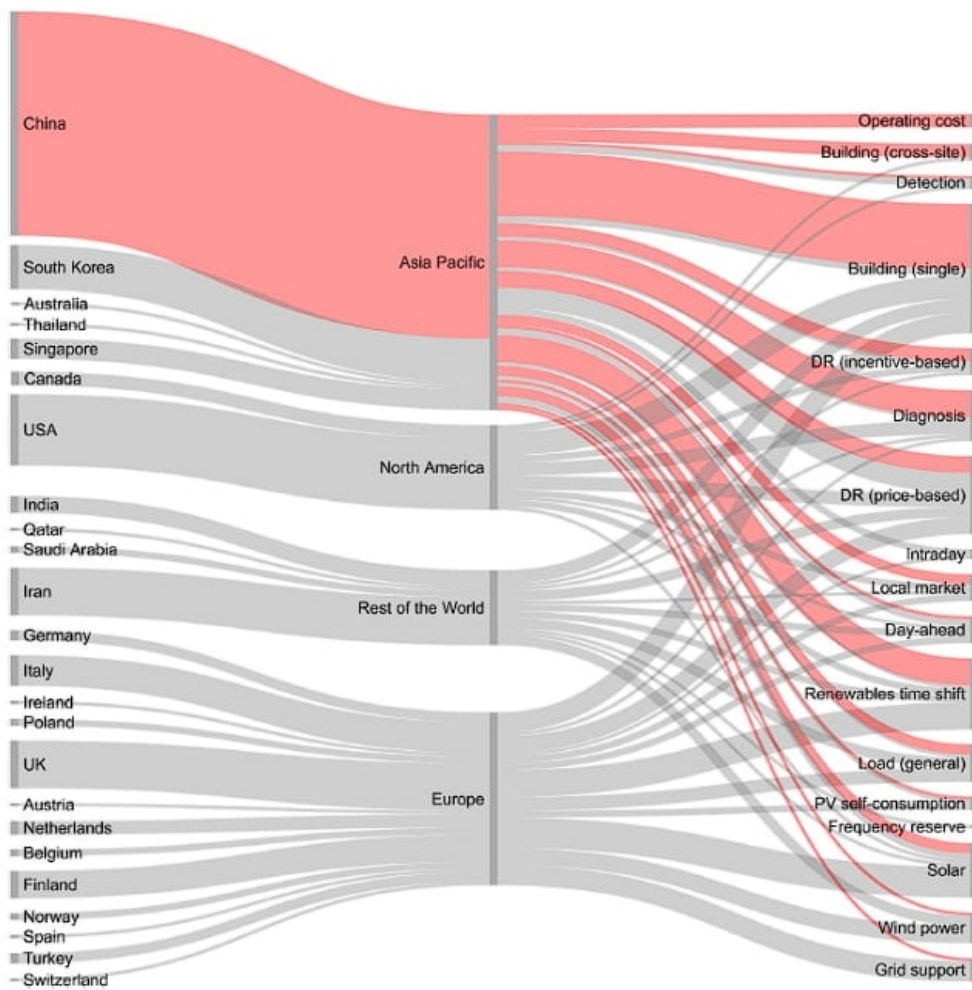 China
South Korea
Australia
Thailand
Singapore
Canada
USA
India
Qatar
Saudi Arabia
Iran
Germany
Italy
Ireland
Poland
UK
Austria
Netherlands
Belgium
Finland
Norway
Spain
Turkey
Switzerland
Asia Pacific
North America
Rest of the World
Europe
Operating cost
Building (cross-site)
Detection
Building (single)
DR (incentive-based)
Diagnosis
DR (price-based)
Intraday
Local market
Day-ahead
Renewables time shift
Load (general)
PV self-consumption
Frequency reserve
Solar
Wind power
Grid support